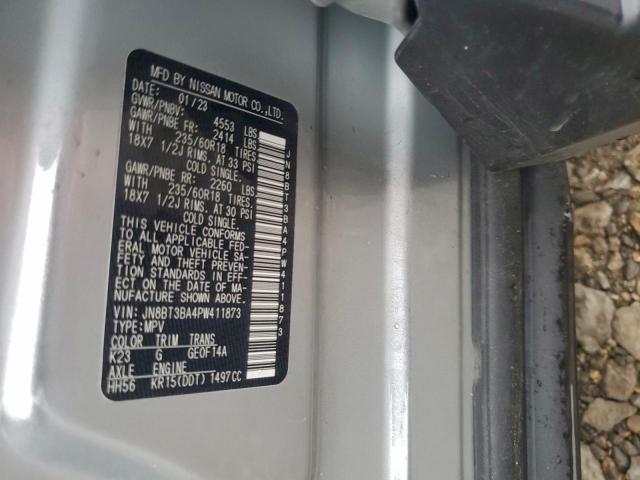 MFD BY NISSAN MOTOR CO.,LTD.
DATE: 01/23
GVWR/PNBV: 4553 LBS
GAWR/PNBE FR: 2414 LBS
WITH 235/60R18 TIRES
18X7 1/2J RIMS, AT 33 PSI
COLD SINGLE.
GAWR/PNBE RR: 2260 LBS
WITH 235/60R18 TIRES,
18X7 1/2J RIMS, AT 30 PSI
COLD SINGLE.
THIS VEHICLE CONFORMS
TO ALL APPLICABLE FED-
ERAL MOTOR VEHICLE SA-
FETY AND THEFT PREVEN-
TION STANDARDS IN EFF-
ECT ON THE DATE OF MA-
NUFACTURE SHOWN ABOVE.
VIN: JN8BT3BA4PW411873
TYPE: MPV
COLOR TRIM TRANS
K23 G GE0F14A
AXLE ENGINE
HH56 KR15(DDT) 1497CC
JN8BT3BA4PW411873